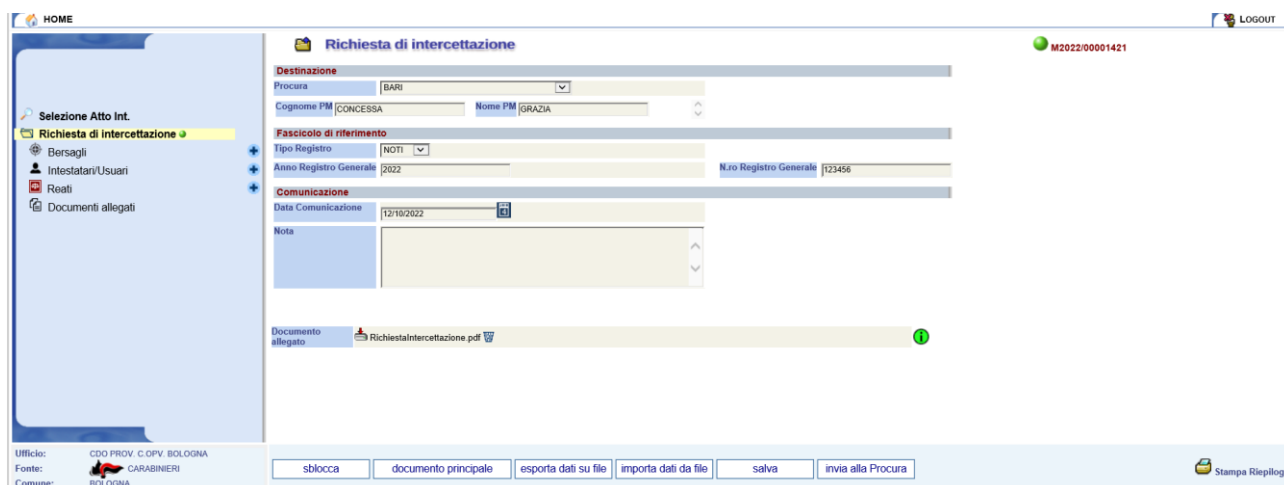 HOME
LOGOUT
Richiesta di intercettazione
M2022/00001421
Selezione Atto Int.
Richiesta di intercettazione
Bersagli
Intestatari/Usuari
Reati
Documenti allegati
Destinazione
Procura BARI
Cognome PM CONCESSA Nome PM GRAZIA
Fascicolo di riferimento
Tipo Registro NOTI
Anno Registro Generale 2022 N.ro Registro Generale 123456
Comunicazione
Data Comunicazione 12/10/2022
Nota
Documento
allegato RichiestaIntercettazione.pdf
Ufficio: CDO PROV. C.OPV. BOLOGNA
Fonte: CARABINIERI
Comune: BOLOGNA
sblocca documento principale esporta dati su file importa dati da file salva invia alla Procura
Stampa Riepilog